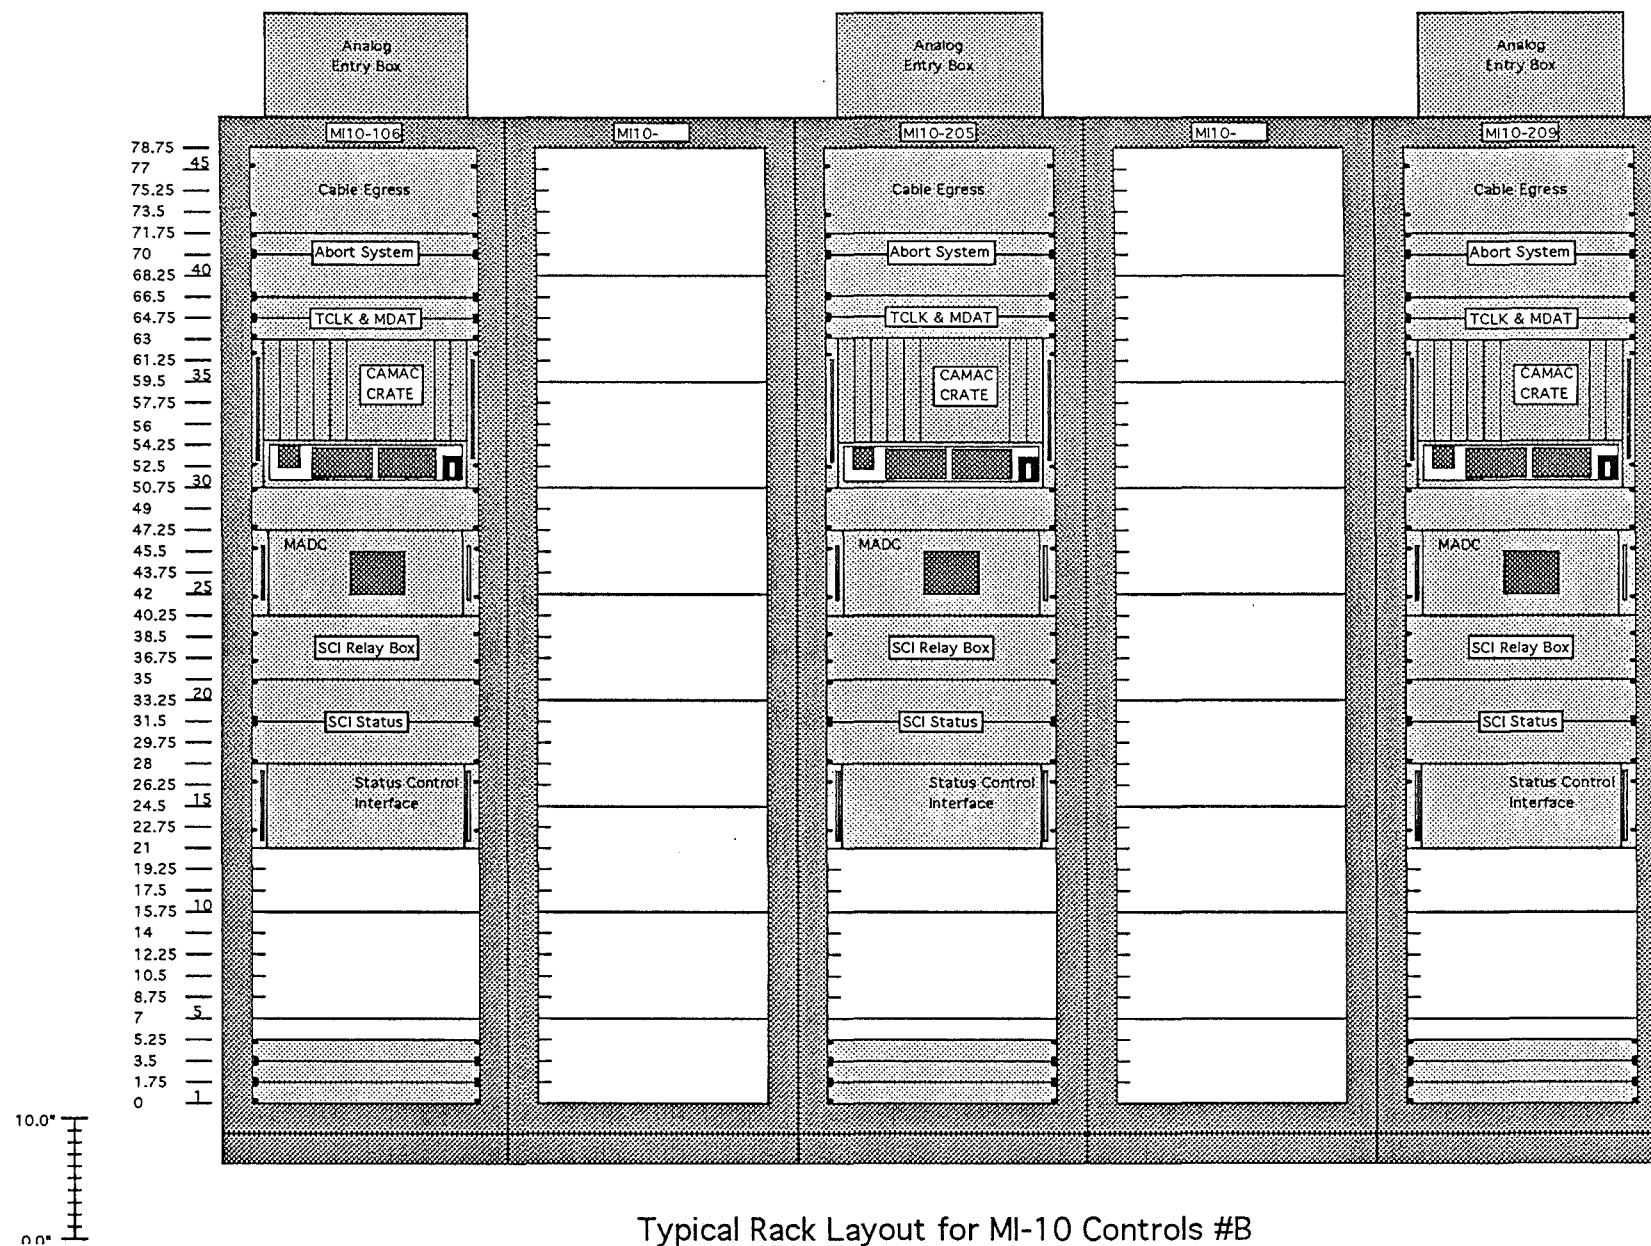 Analog
Entry Box
Analog
Entry Box
Analog
Entry Box
MI10-106
MI10-
MI10-205
MI10-
MI10-209
78.75
77
45
75.25
73.5
71.75
70
68.25
40
66.5
64.75
63
61.25
59.5
35
57.75
56
54.25
52.5
50.75
30
49
47.25
45.5
43.75
42
25
40.25
38.5
36.75
35
33.25
20
31.5
29.75
28
26.25
24.5
15
22.75
21
19.25
17.5
15.75
10
14
12.25
10.5
8.75
7
5
5.25
3.5
1.75
0
1
Cable Egress
Abort System
TCLK & MDAT
CAMAC
CRATE
MADC
SCI Relay Box
SCI Status
Status Control
Interface
Cable Egress
Abort System
TCLK & MDAT
CAMAC
CRATE
MADC
SCI Relay Box
SCI Status
Status Control
Interface
Cable Egress
Abort System
TCLK & MDAT
CAMAC
CRATE
MADC
SCI Relay Box
SCI Status
Status Control
Interface
10.0"
0.0"
Typical Rack Layout for MI-10 Controls #B